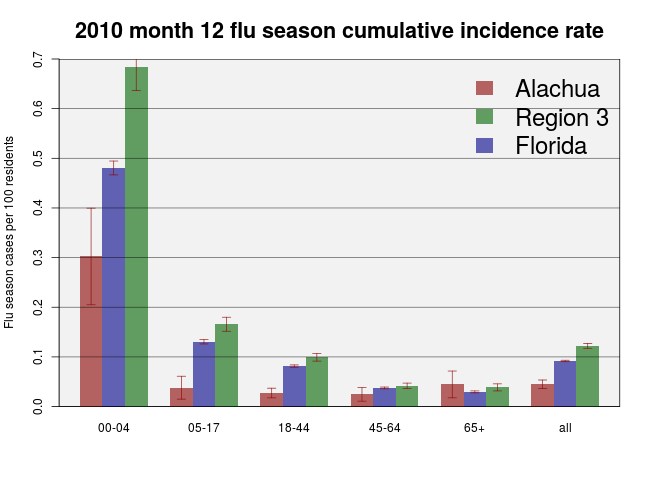 2010 month 12 flu season cumulative incidence rate
Flu season cases per 100 residents
0.7
0.6
0.5
0.4
0.3
0.2
0.1
0.0
Alachua
Region 3
Florida
00-04
05-17
18-44
45-64
65+
all